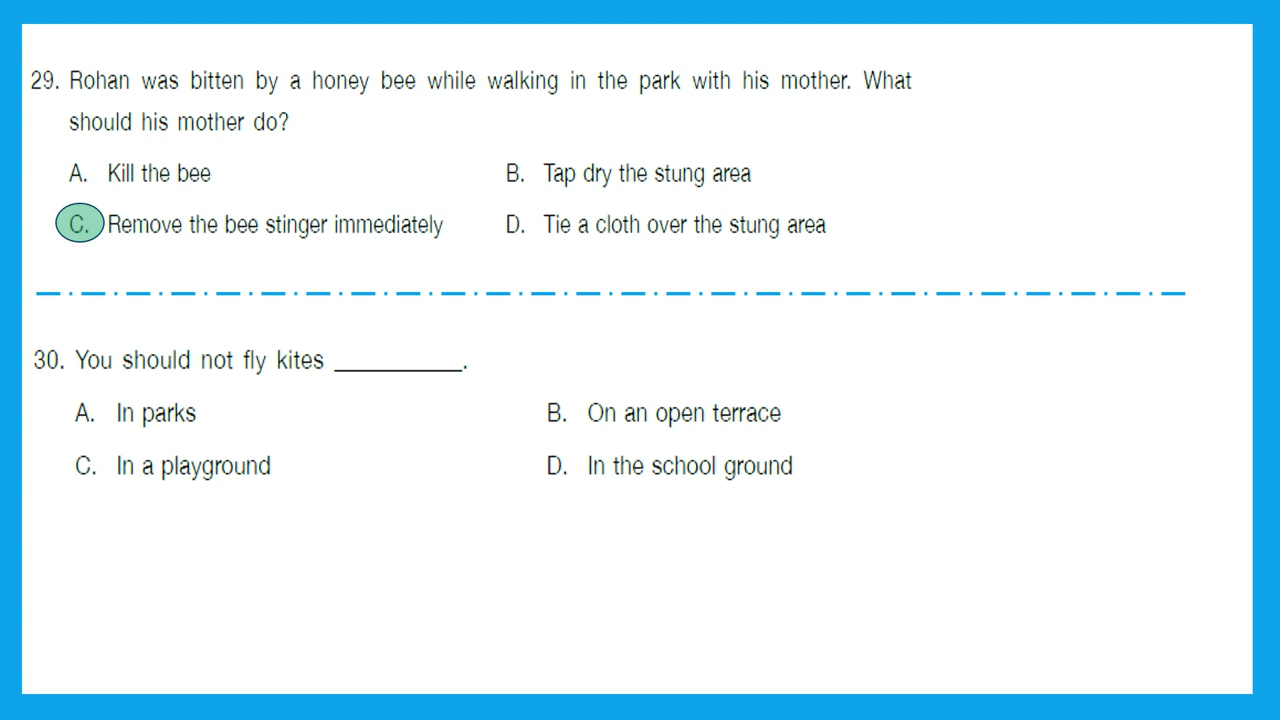 29. Rohan was bitten by a honey bee while walking in the park with his mother. What
should his mother do?
A. Kill the bee B. Tap dry the stung area
C. Remove the bee stinger immediately D. Tie a cloth over the stung area
30. You should not fly kites __________.
A. In parks B. On an open terrace
C. In a playground D. In the school ground